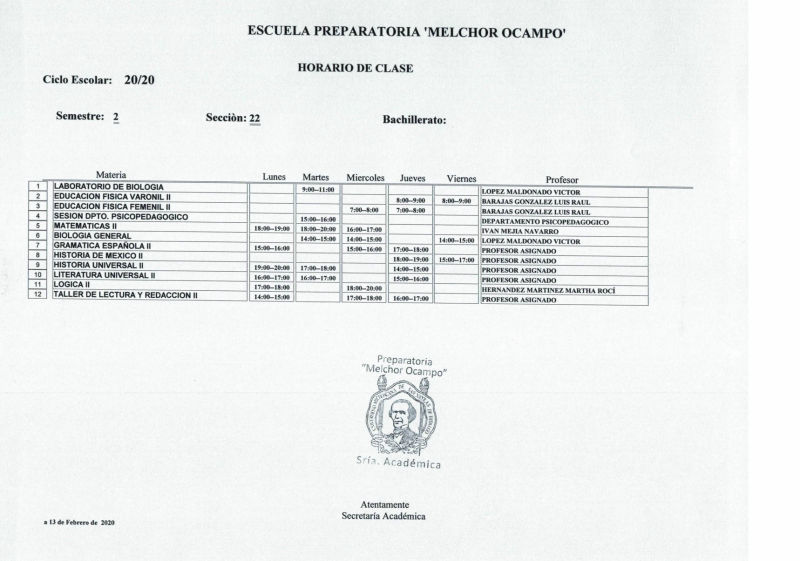 ESCUELA PREPARATORIA 'MELCHOR OCAMPO'
HORARIO DE CLASE
Ciclo Escolar: 20/20
Semestre: 2 Secciòn: 22 Bachillerato:
Materia Lunes Martes Miercoles Jueves Viernes Profesor
1 LABORATORIO DE BIOLOGIA 9:00--11:00 LOPEZ MALDONADO VICTOR
2 EDUCACION FISICA VARONIL II 8:00--9:00 8:00--9:00 BARAJAS GONZALEZ LUIS RAUL
3 EDUCACION FISICA FEMENIL II 7:00--8:00 7:00--8:00 BARAJAS GONZALEZ LUIS RAUL
4 SESION DPTO. PSICOPEDAGOGICO 15:00--16:00 DEPARTAMENTO PSICOPEDAGOGICO
5 MATEMATICAS II 18:00--19:00 18:00--20:00 16:00--17:00 IVAN MEJIA NAVARRO
6 BIOLOGIA GENERAL 14:00--15:00 14:00--15:00 14:00--15:00 LOPEZ MALDONADO VICTOR
7 GRAMATICA ESPAÑOLA II 15:00--16:00 15:00--16:00 17:00--18:00 PROFESOR ASIGNADO
8 HISTORIA DE MEXICO II 18:00--19:00 15:00--17:00 PROFESOR ASIGNADO
9 HISTORIA UNIVERSAL II 19:00--20:00 17:00--18:00 14:00--15:00 PROFESOR ASIGNADO
10 LITERATURA UNIVERSAL II 16:00--17:00 16:00--17:00 15:00--16:00 PROFESOR ASIGNADO
11 LOGICA II 17:00--18:00 18:00--20:00 HERNANDEZ MARTINEZ MARTHA ROCÍ
12 TALLER DE LECTURA Y REDACCION II 14:00--15:00 17:00--18:00 16:00--17:00 PROFESOR ASIGNADO
Preparatoria
"Melchor Ocampo"
Sría. Académica
Atentamente
Secretaría Académica
a 13 de Febrero de 2020